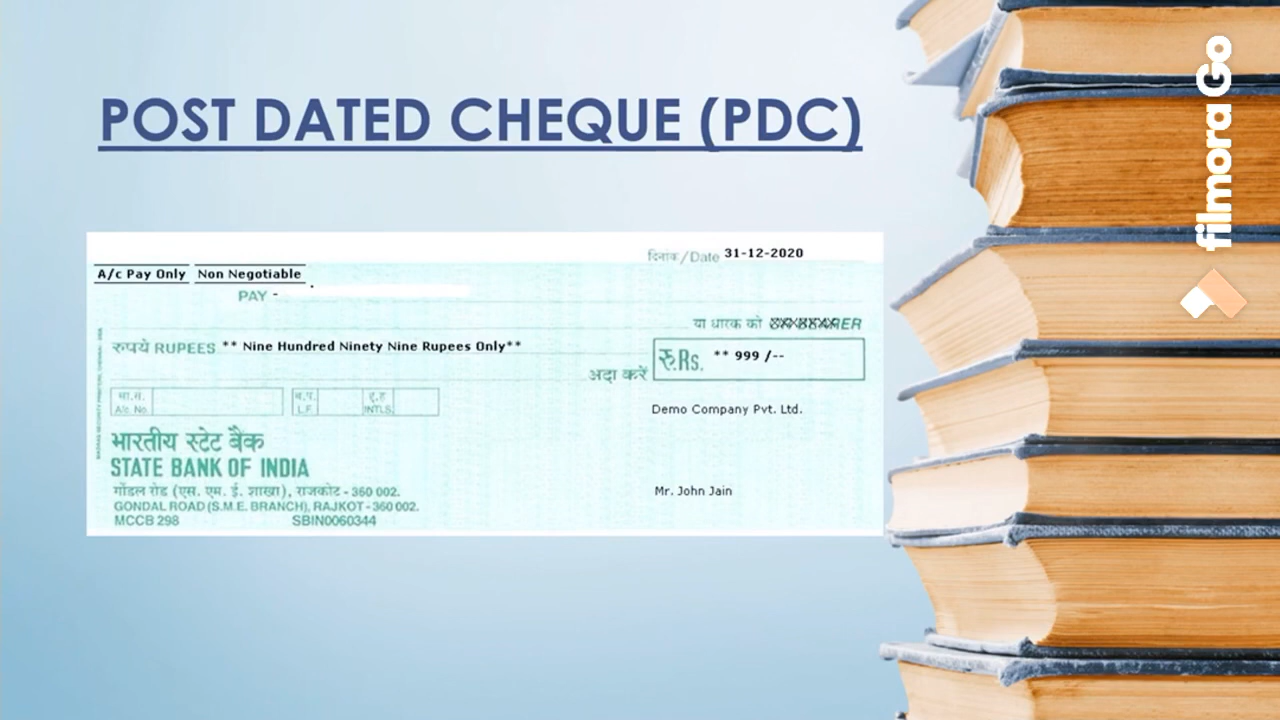 POST DATED CHEQUE (PDC)
दिनांक/Date 31-12-2020
A/c Pay Only Non Negotiable
PAY -
या धारक को
रुपये RUPEES ** Nine Hundred Ninety Nine Rupees Only**
अदा करें रु.Rs. ** 999 /--
खा.सं.
A/c. No.
ब.प.
L.F.
इ.ह
INTLS.
Demo Company Pvt. Ltd.
भारतीय स्टेट बैंक
STATE BANK OF INDIA
Mr. John Jain
गोंडल रोड (एस. एम. ई. शाखा), राजकोट - 360 002.
GONDAL ROAD (S.M.E. BRANCH), RAJKOT - 360 002.
MCCB 298 SBIN0060344
filmora Go